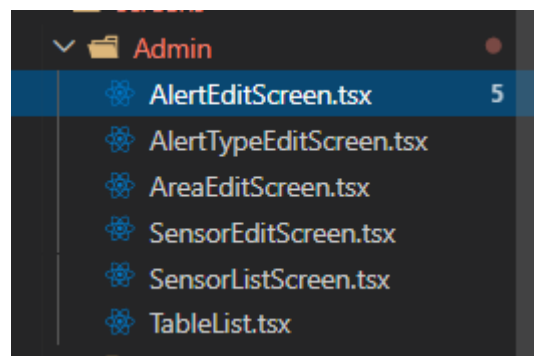 Admin
AlertEditScreen.tsx 5
AlertTypeEditScreen.tsx
AreaEditScreen.tsx
SensorEditScreen.tsx
SensorListScreen.tsx
TableList.tsx